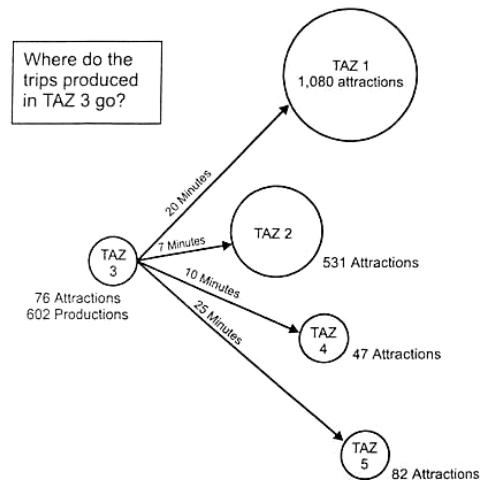 Where do the
trips produced
in TAZ 3 go?
TAZ 1
1,080 attractions
20 Minutes
TAZ 2
531 Attractions
7 Minutes
TAZ
3
76 Attractions
602 Productions
10 Minutes
TAZ
4
47 Attractions
25 Minutes
TAZ
5
82 Attractions